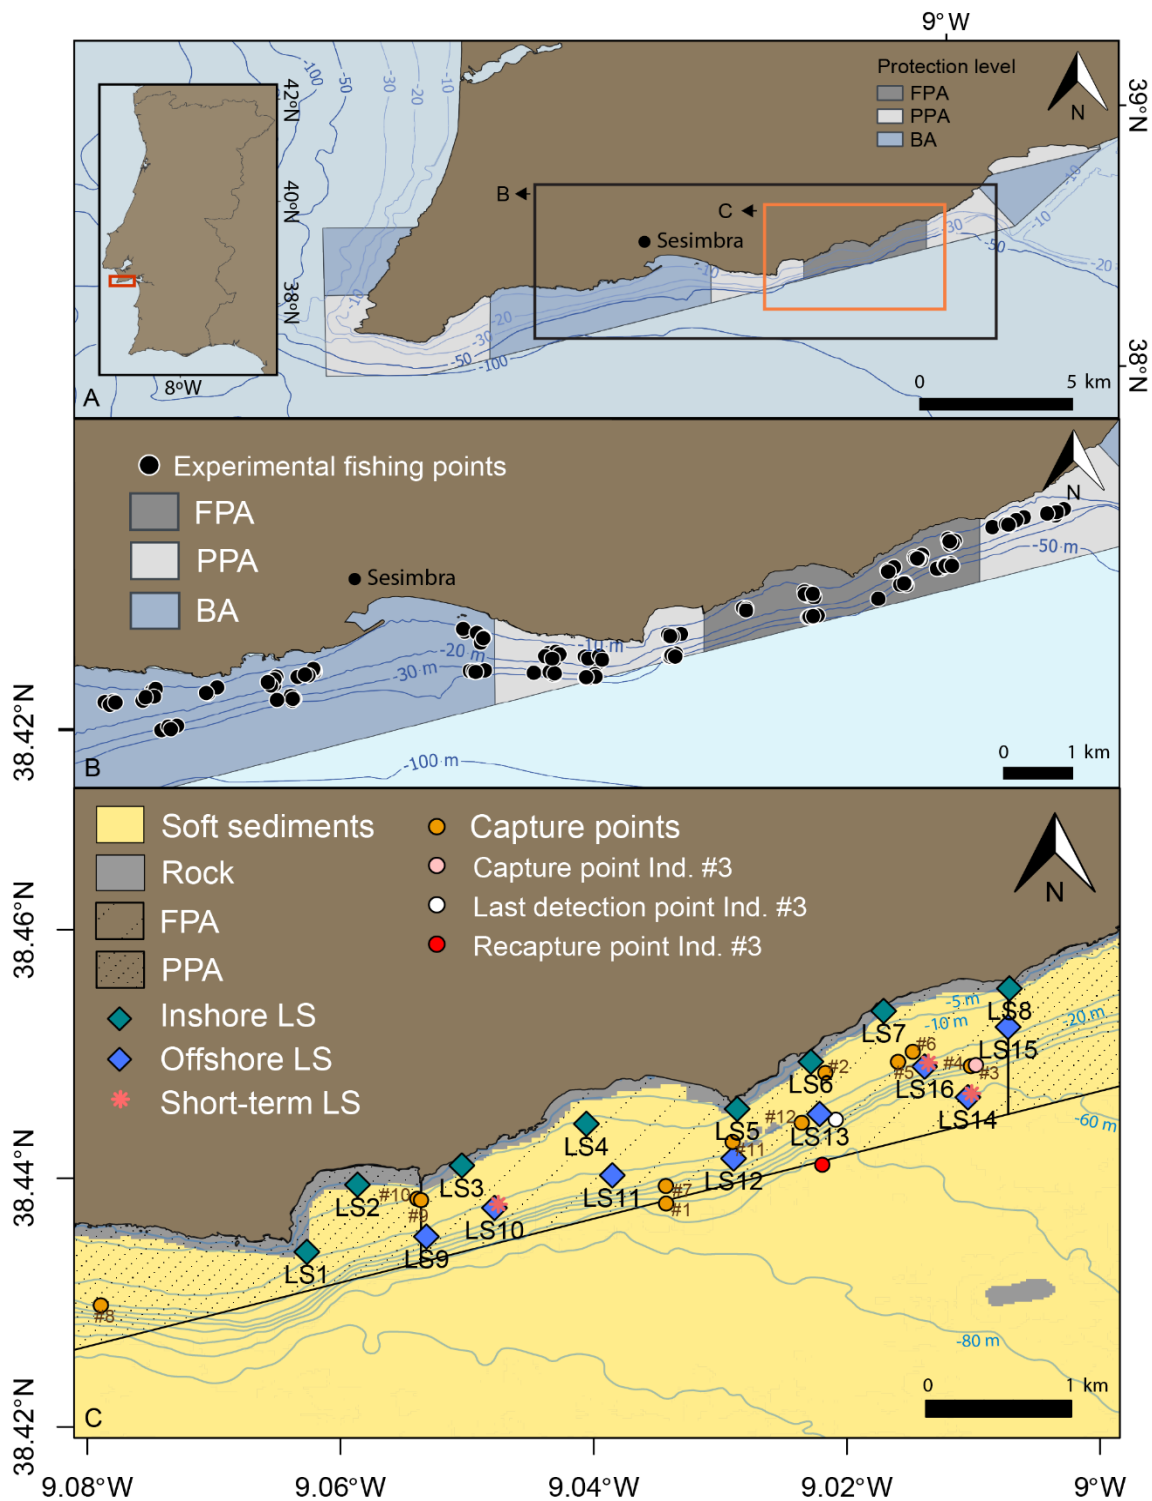 9° W
-100
-50
-30
-20
-10
42°N
40°N
38°N
8°W
Protection level
FPA
PPA
BA
N
39°N
B
C
Sesimbra
-10
-10
-20
-30
-50
-100
-30
-50
-10
-10
-20
38°N
0 5 km
A
Experimental fishing points
FPA
PPA
BA
Sesimbra
N
-50 m
-10 m
-20 m
-30 m
-100 m
0 1 km
38.42°N
B
Soft sediments
Rock
FPA
PPA
Inshore LS
Offshore LS
Short-term LS
Capture points
Capture point Ind. #3
Last detection point Ind. #3
Recapture point Ind. #3
N
38.46°N
-5 m
-10 m
-20 m
LS8
LS7
LS15
#6
#5
#4
#3
LS16
LS6
#2
LS14
-60 m
#12
LS13
LS5
#11
LS12
LS4
38.44°N
LS3
LS2
#10
#9
LS11
#7
#1
LS10
LS9
LS1
#8
-80 m
0 1 km
38.42°N
C
9.08°W 9.06°W 9.04°W 9.02°W 9°W